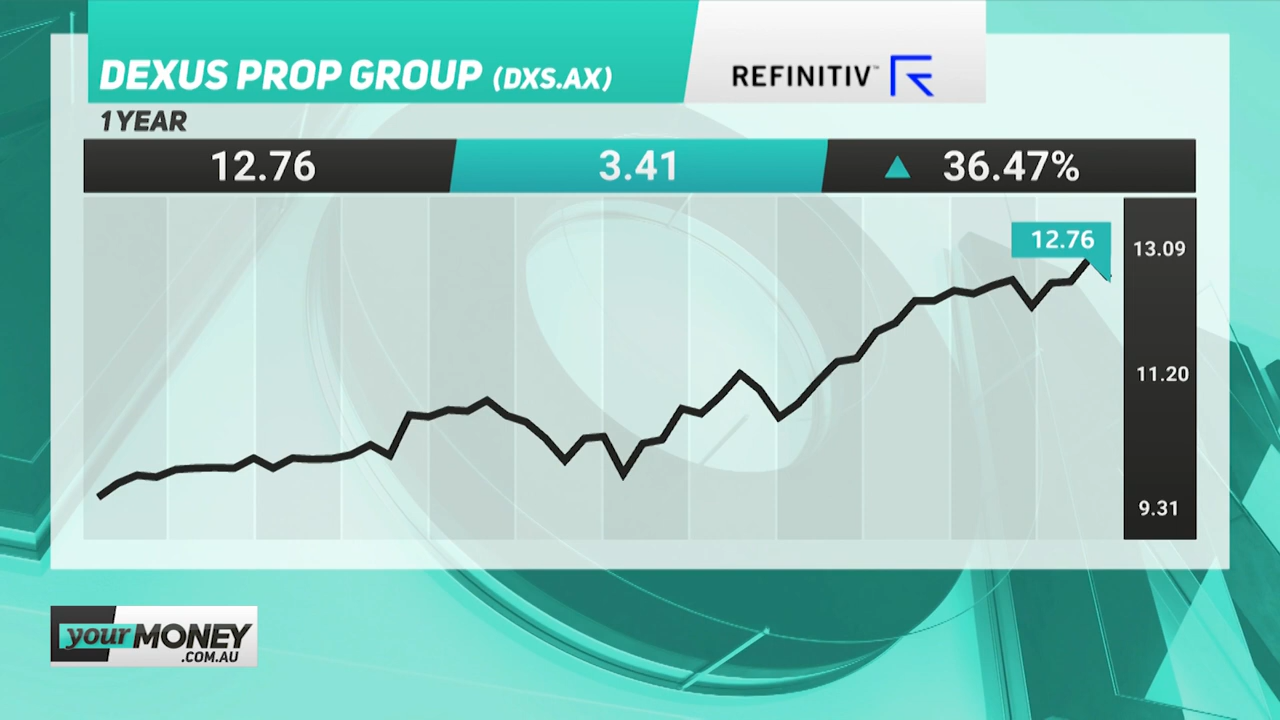 DEXUS PROP GROUP (DXS.AX)
REFINITIV™
1 YEAR
12.76 3.41 ▲ 36.47%
12.76
13.09
11.20
9.31
yourMONEY
.COM.AU